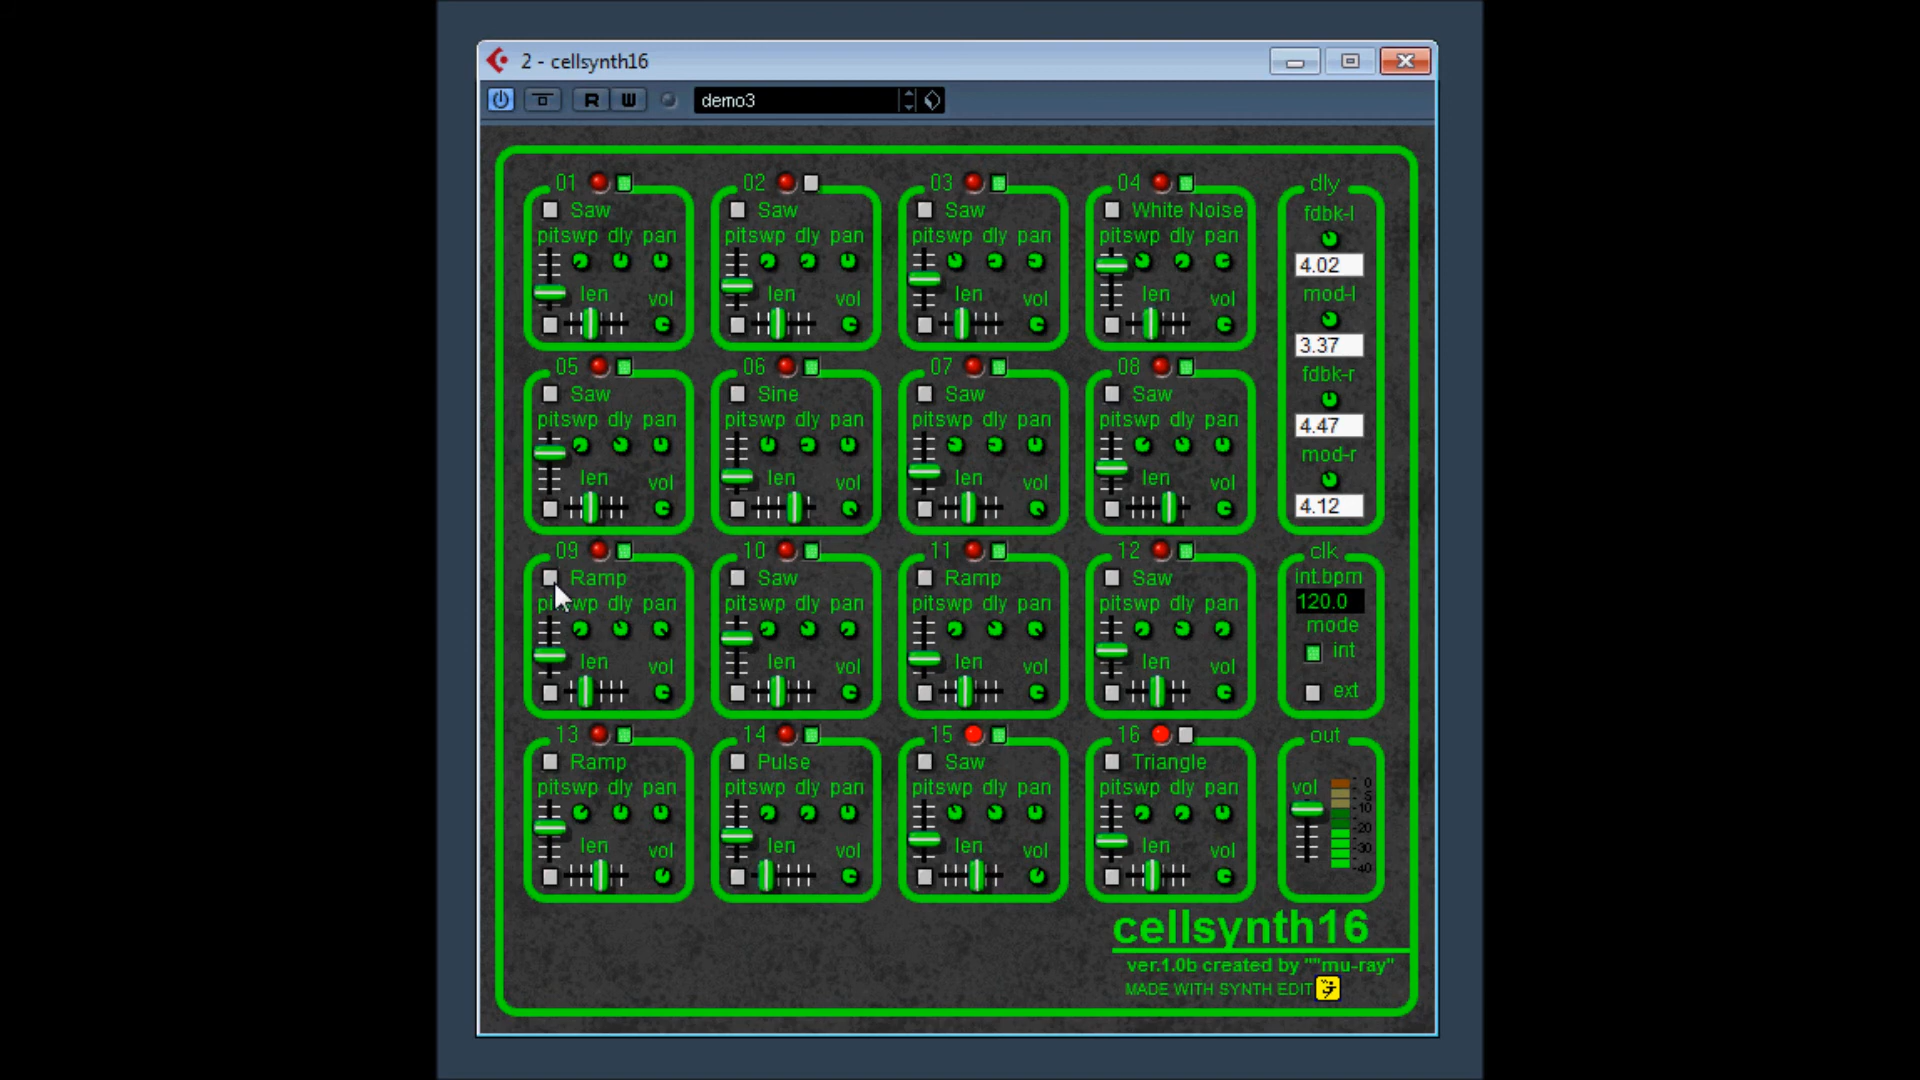 2 - cellsynth16
R W demo3
01 02 03 04 dly
Saw Saw Saw White Noise fdbk-l
pitswp dly pan pitswp dly pan pitswp dly pan pitswp dly pan
4.02
len vol len vol len vol len vol mod-l
3.37
05 06 07 08 fdbk-r
Saw Sine Saw Saw
pitswp dly pan pitswp dly pan pitswp dly pan pitswp dly pan 4.47
mod-r
len vol len vol len vol len vol
4.12
09 10 11 12 clk
Ramp Saw Ramp Saw int.bpm
pitswp dly pan pitswp dly pan pitswp dly pan pitswp dly pan 120.0
mode
len vol len vol len vol len vol int
ext
13 14 15 16 out
Ramp Pulse Saw Triangle
pitswp dly pan pitswp dly pan pitswp dly pan pitswp dly pan vol 0
-5
-10
-20
len vol len vol len vol len vol -30
-40
cellsynth16
ver.1.0b created by ""mu-ray"
MADE WITH SYNTH EDIT